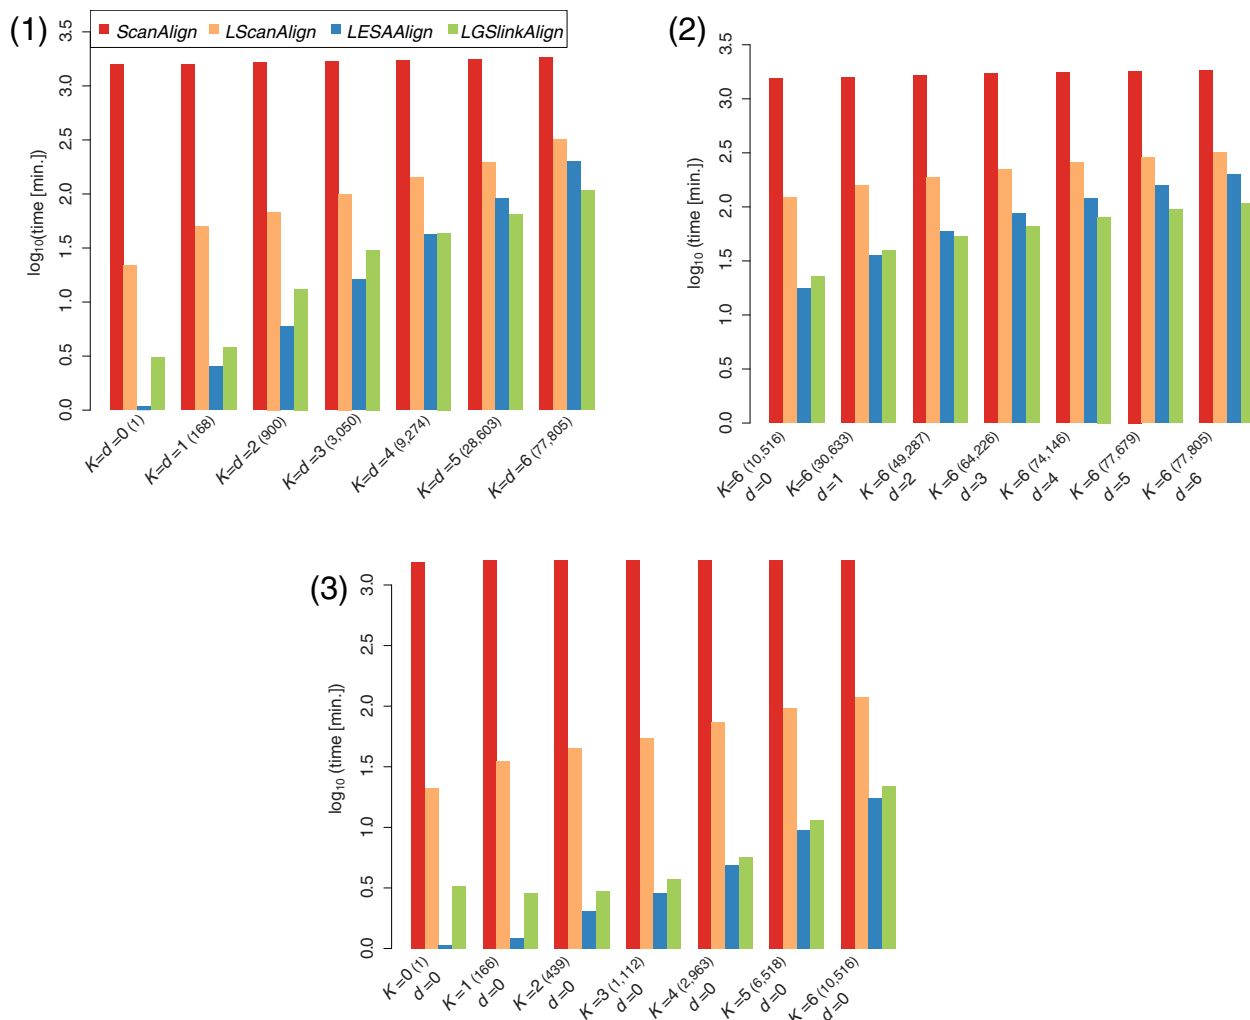 (1)
ScanAlign LScanAlign LESAAlign LGSlinkAlign
log10(time [min.])
3.5
3.0
2.5
2.0
1.5
1.0
0.5
0.0
K=d =0 (1)
K=d =1 (168)
K=d =2 (900)
K=d =3 (3,050)
K=d =4 (9,274)
K=d =5 (28,603)
K=d =6 (77,805)
(2)
log10 (time [min.])
3.5
3.0
2.5
2.0
1.5
1.0
0.5
0.0
K=6 (10,516)
d =0
K=6 (30,633)
d =1
K =6 (49,287)
d =2
K =6 (64,226)
d =3
K =6 (74,146)
d =4
K =6 (77,679)
d =5
K =6 (77,805)
d =6
(3)
log10 (time [min.])
3.0
2.5
2.0
1.5
1.0
0.5
0.0
K =0 (1)
d =0
K =1 (166)
d =0
K =2 (439)
d =0
K =3 (1,112)
d =0
K =4 (2,963)
d =0
K =5 (6,518)
d =0
K =6 (10,516)
d =0